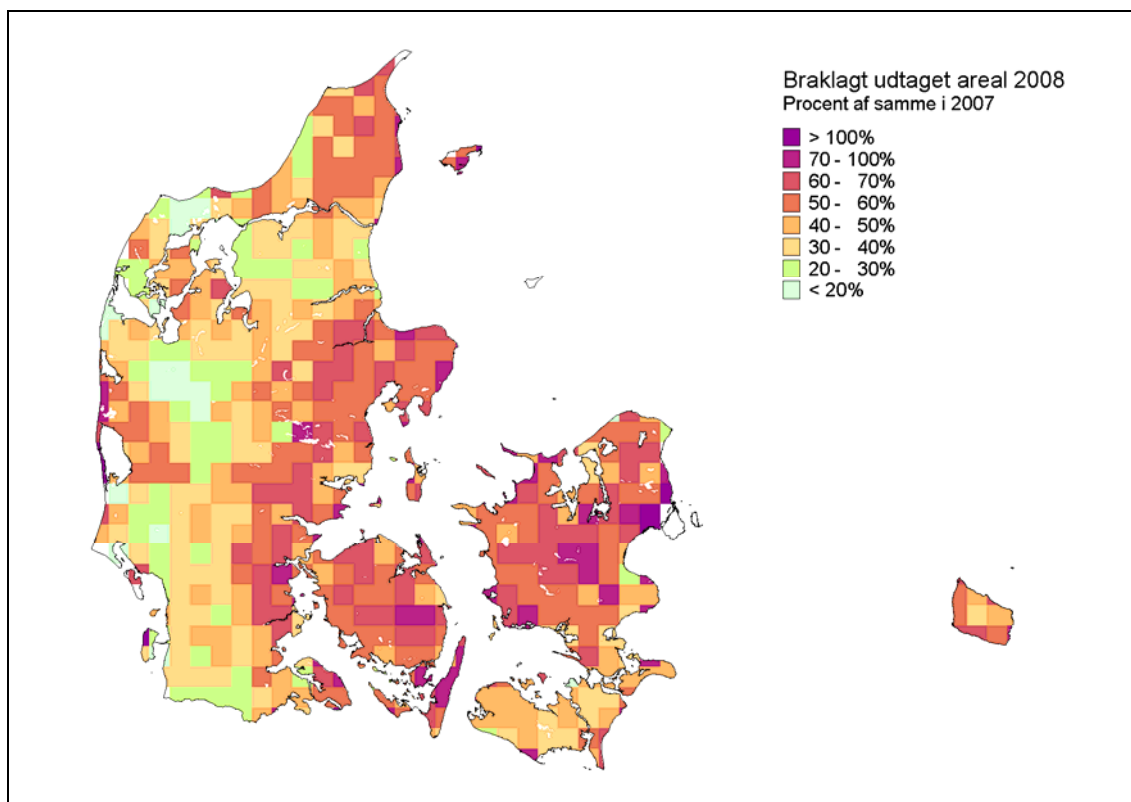 Braklagt udtaget areal 2008
Procent af samme i 2007
> 100%
70 - 100%
60 - 70%
50 - 60%
40 - 50%
30 - 40%
20 - 30%
< 20%